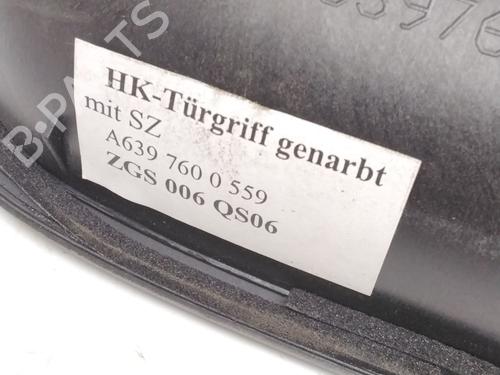 B-PARTS
HK-Türgriff genarbt
mit SZ
A639 760 0 559
ZGS 006 QS06